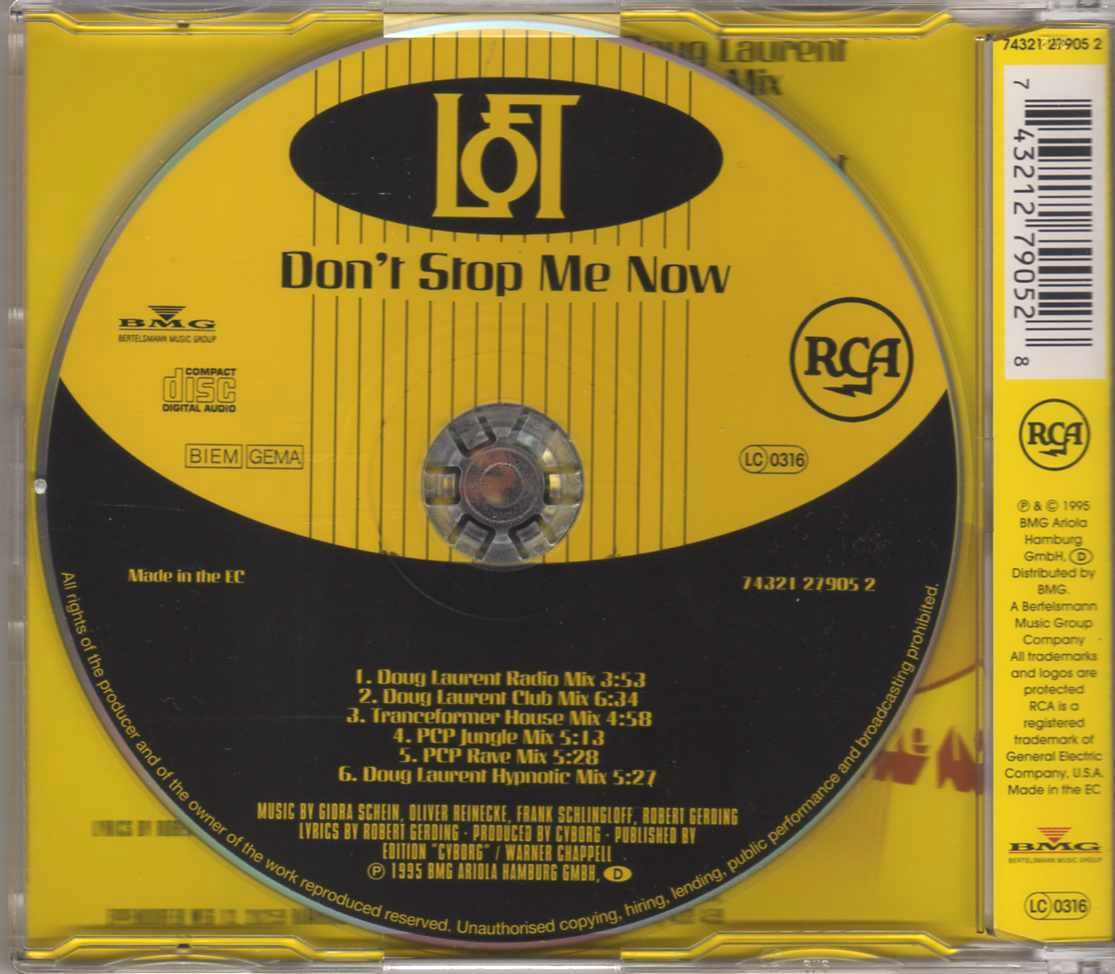 Doug Laurent
Mix
LOFT
Don't Stop Me Now
BMG
BERTELSMANN MUSIC GROUP
COMPACT
disc
DIGITAL AUDIO
BIEM GEMA
RCA
LC 0316
Made in the EC
74321 27905 2
1. Doug Laurent Radio Mix 3:53
2. Doug Laurent Club Mix 6:34
3. Tranceformer House Mix 4:58
4. PCP Jungle Mix 5:13
5. PCP Rave Mix 5:28
6. Doug Laurent Hypnotic Mix 5:27
MUSIC BY GIORA SCHEIN, OLIVER REINECKE, FRANK SCHLINGLOFF, ROBERT GERDING
LYRICS BY ROBERT GERDING · PRODUCED BY CYBORG · PUBLISHED BY
EDITION "CYBORG" / WARNER CHAPPELL
℗ 1995 BMG ARIOLA HAMBURG GMBH, D
All rights of the producer and of the owner of the work reproduced reserved. Unauthorised copying, hiring, lending, public performance and broadcasting prohibited.
LYRICS BY
74321 27905 2
7 43212 79052 8
RCA
℗ & © 1995
BMG Ariola
Hamburg
GmbH, D
Distributed by
BMG.
A Bertelsmann
Music Group
Company
All trademarks
and logos are
protected
RCA is a
registered
trademark of
General Electric
Company, U.S.A.
Made in the EC
BMG
BERTELSMANN MUSIC GROUP
LC 0316